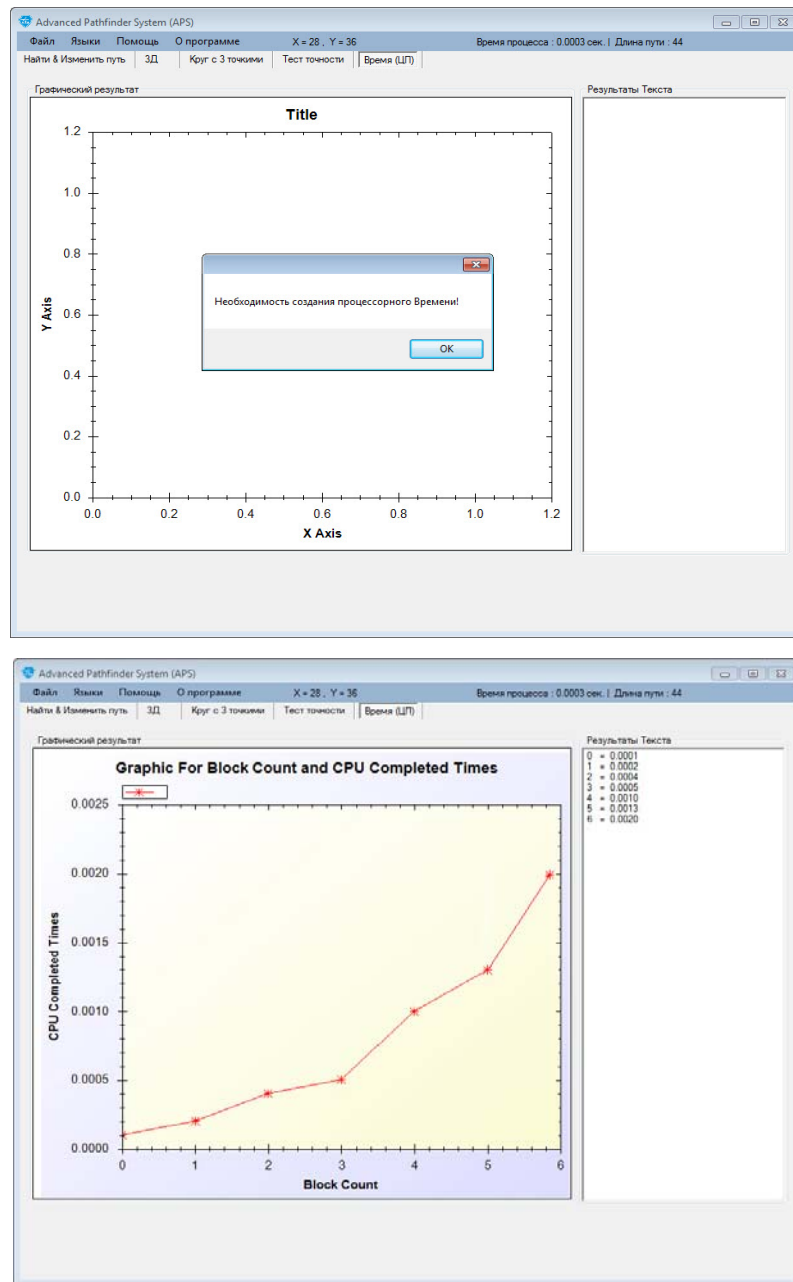 Advanced Pathfinder System (APS)
Файл Языки Помощь О программе X = 28 , Y = 36 Время процесса : 0.0003 сек. | Длина пути : 44
Найти & Изменить путь 3Д Круг с 3 точкими Тест точности Время (ЦП)
Графический результат Результаты Текста
Title
1.2
1.0
0.8
0.6
0.4
0.2
0.0
Y Axis
0.0 0.2 0.4 0.6 0.8 1.0 1.2
X Axis
Необходимость создания процессорного Времени!
OK
Advanced Pathfinder System (APS)
Файл Языки Помощь О программе X = 28 , Y = 36 Время процесса : 0.0003 сек. | Длина пути : 44
Найти & Изменить путь 3Д Круг с 3 точкими Тест точности Время (ЦП)
Графический результат Результаты Текста
Graphic For Block Count and CPU Completed Times
0.0025
0.0020
0.0015
0.0010
0.0005
0.0000
CPU Completed Times
0 1 2 3 4 5 6
Block Count
0 = 0.0001
1 = 0.0002
2 = 0.0004
3 = 0.0005
4 = 0.0010
5 = 0.0013
6 = 0.0020